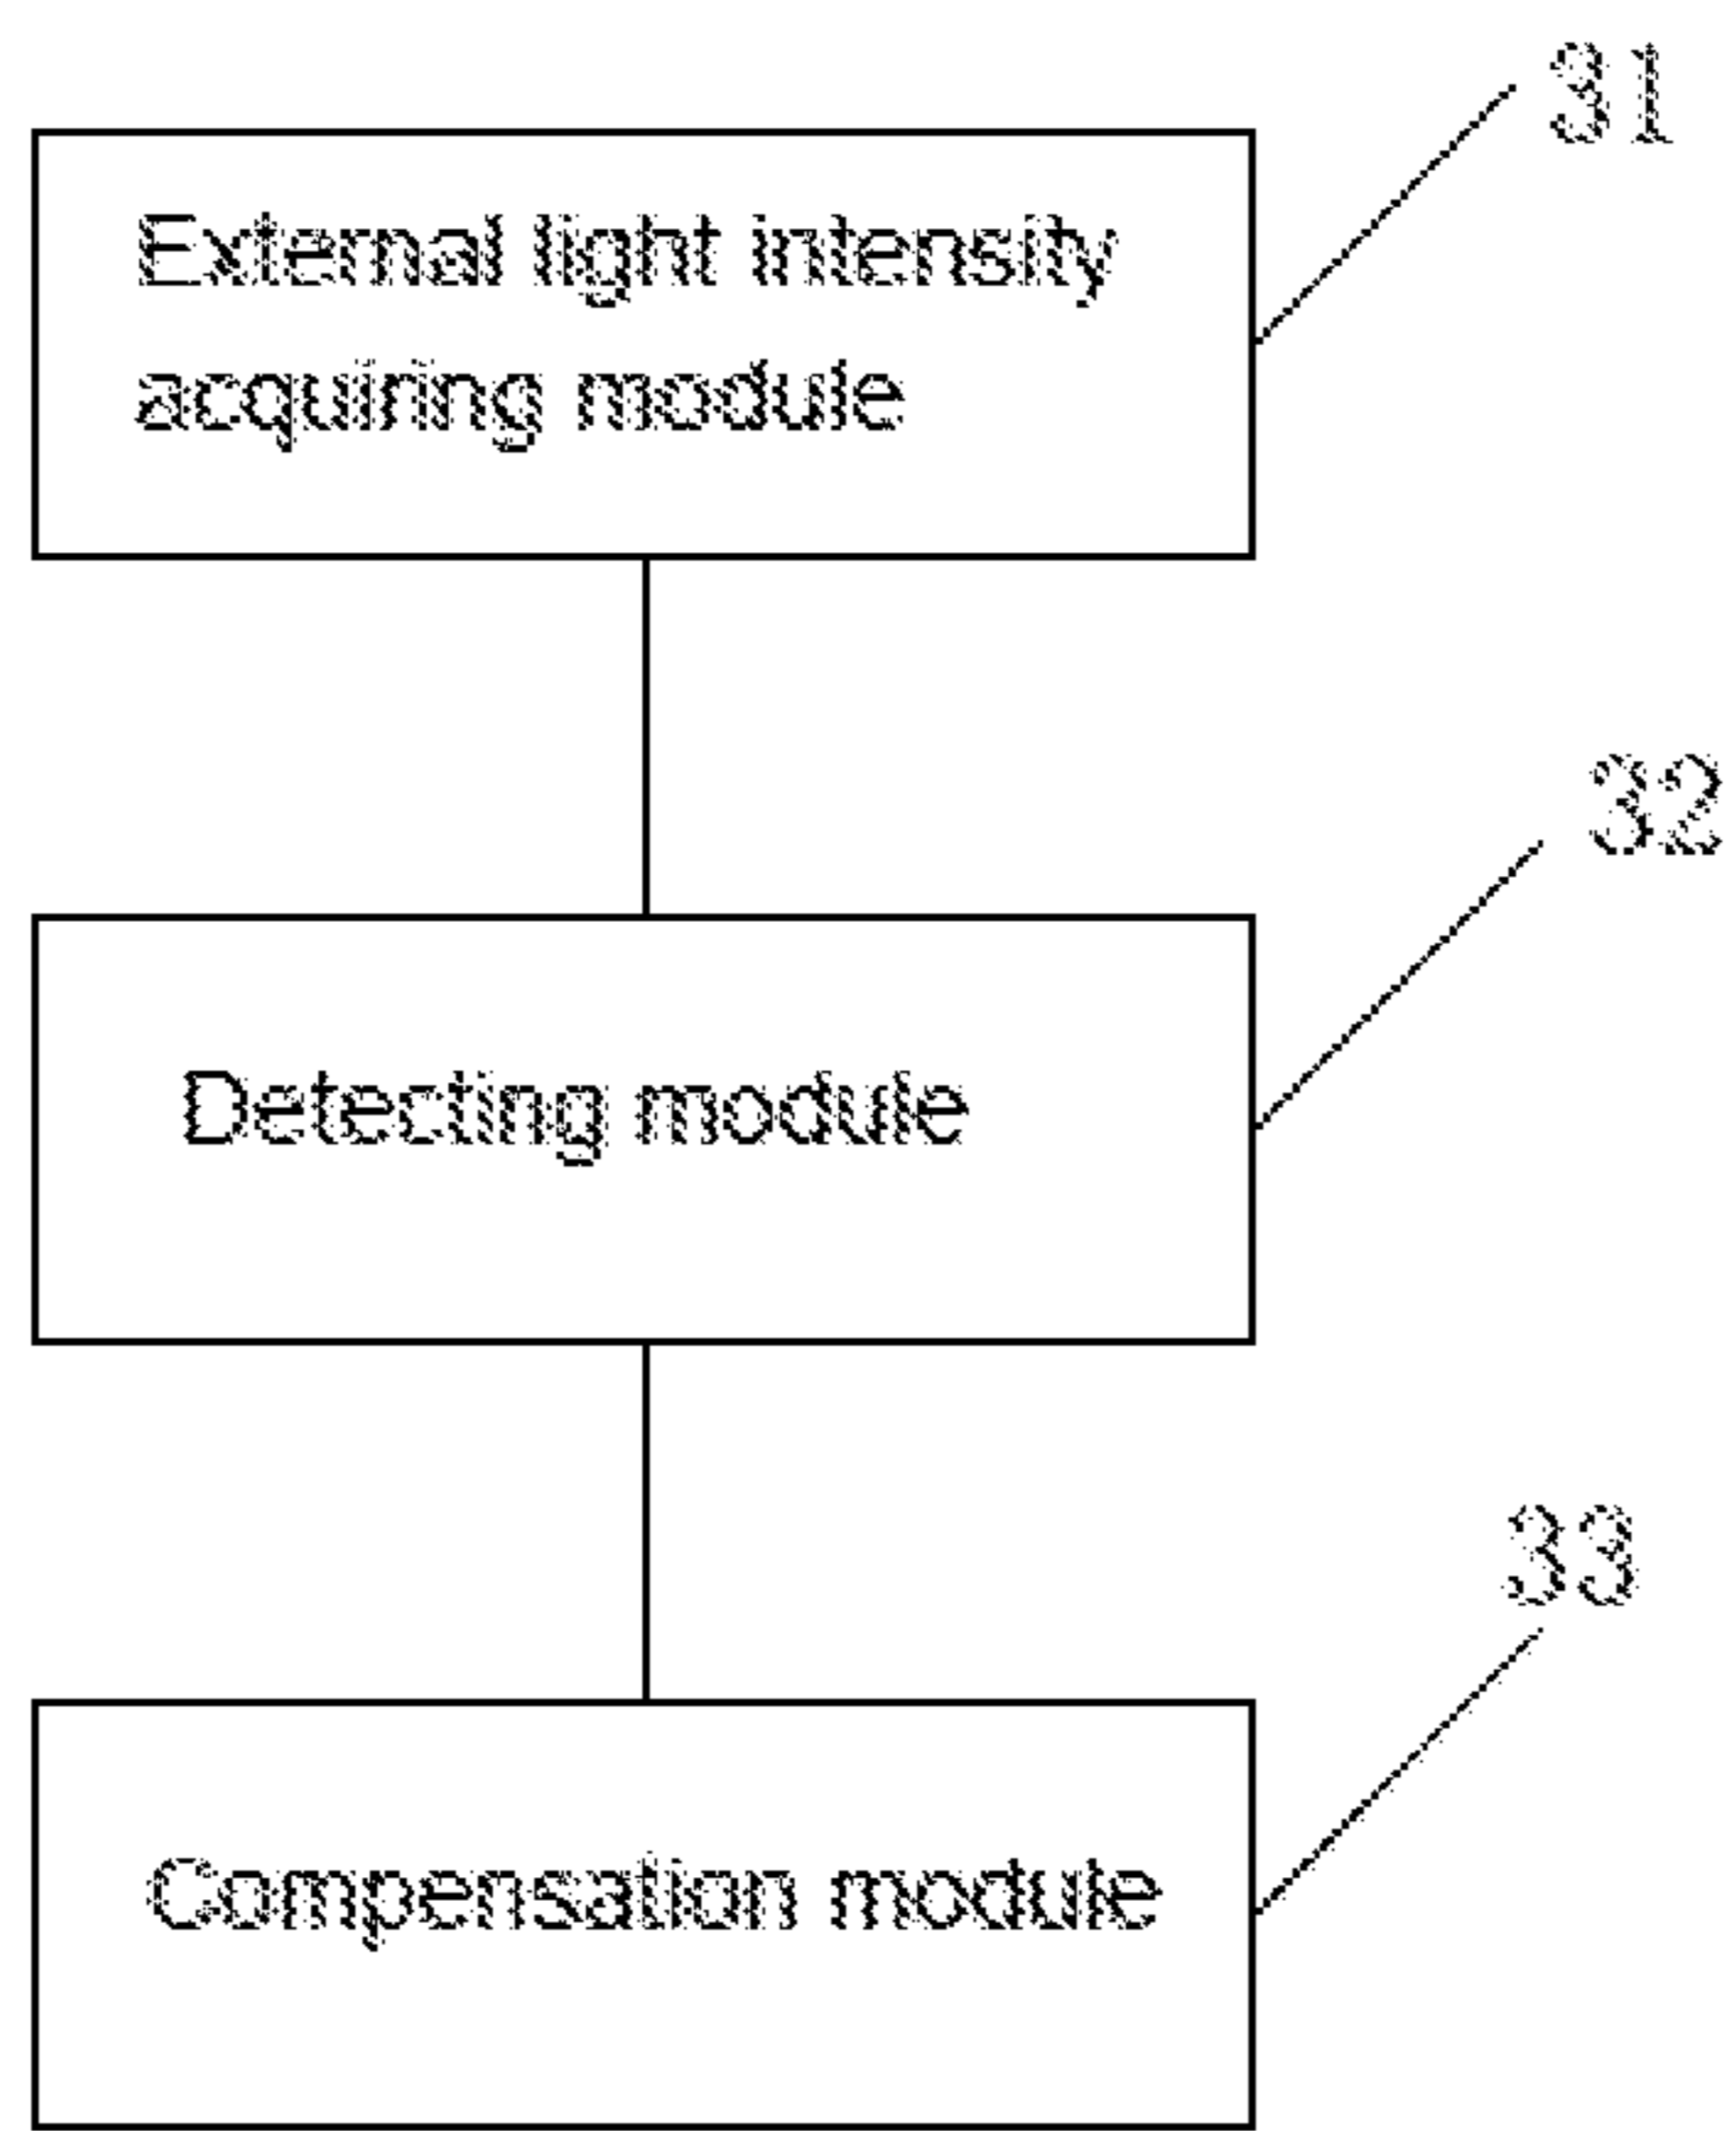 31
External light intensity
acquiring module
32
Detecting module
33
Compensation module